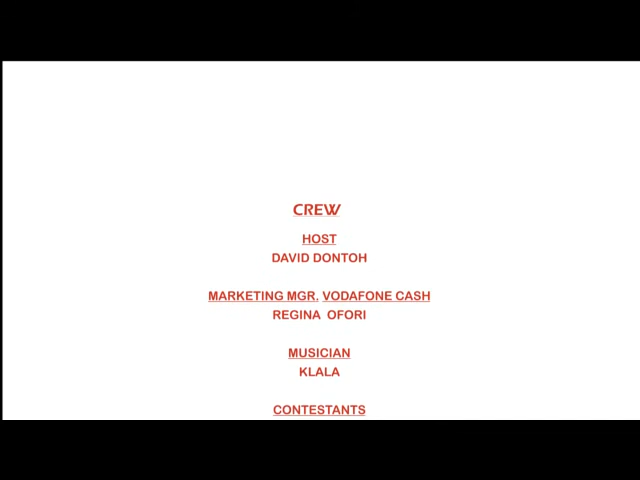 CREW
HOST
DAVID DONTOH
MARKETING MGR. VODAFONE CASH
REGINA OFORI
MUSICIAN
KLALA
CONTESTANTS